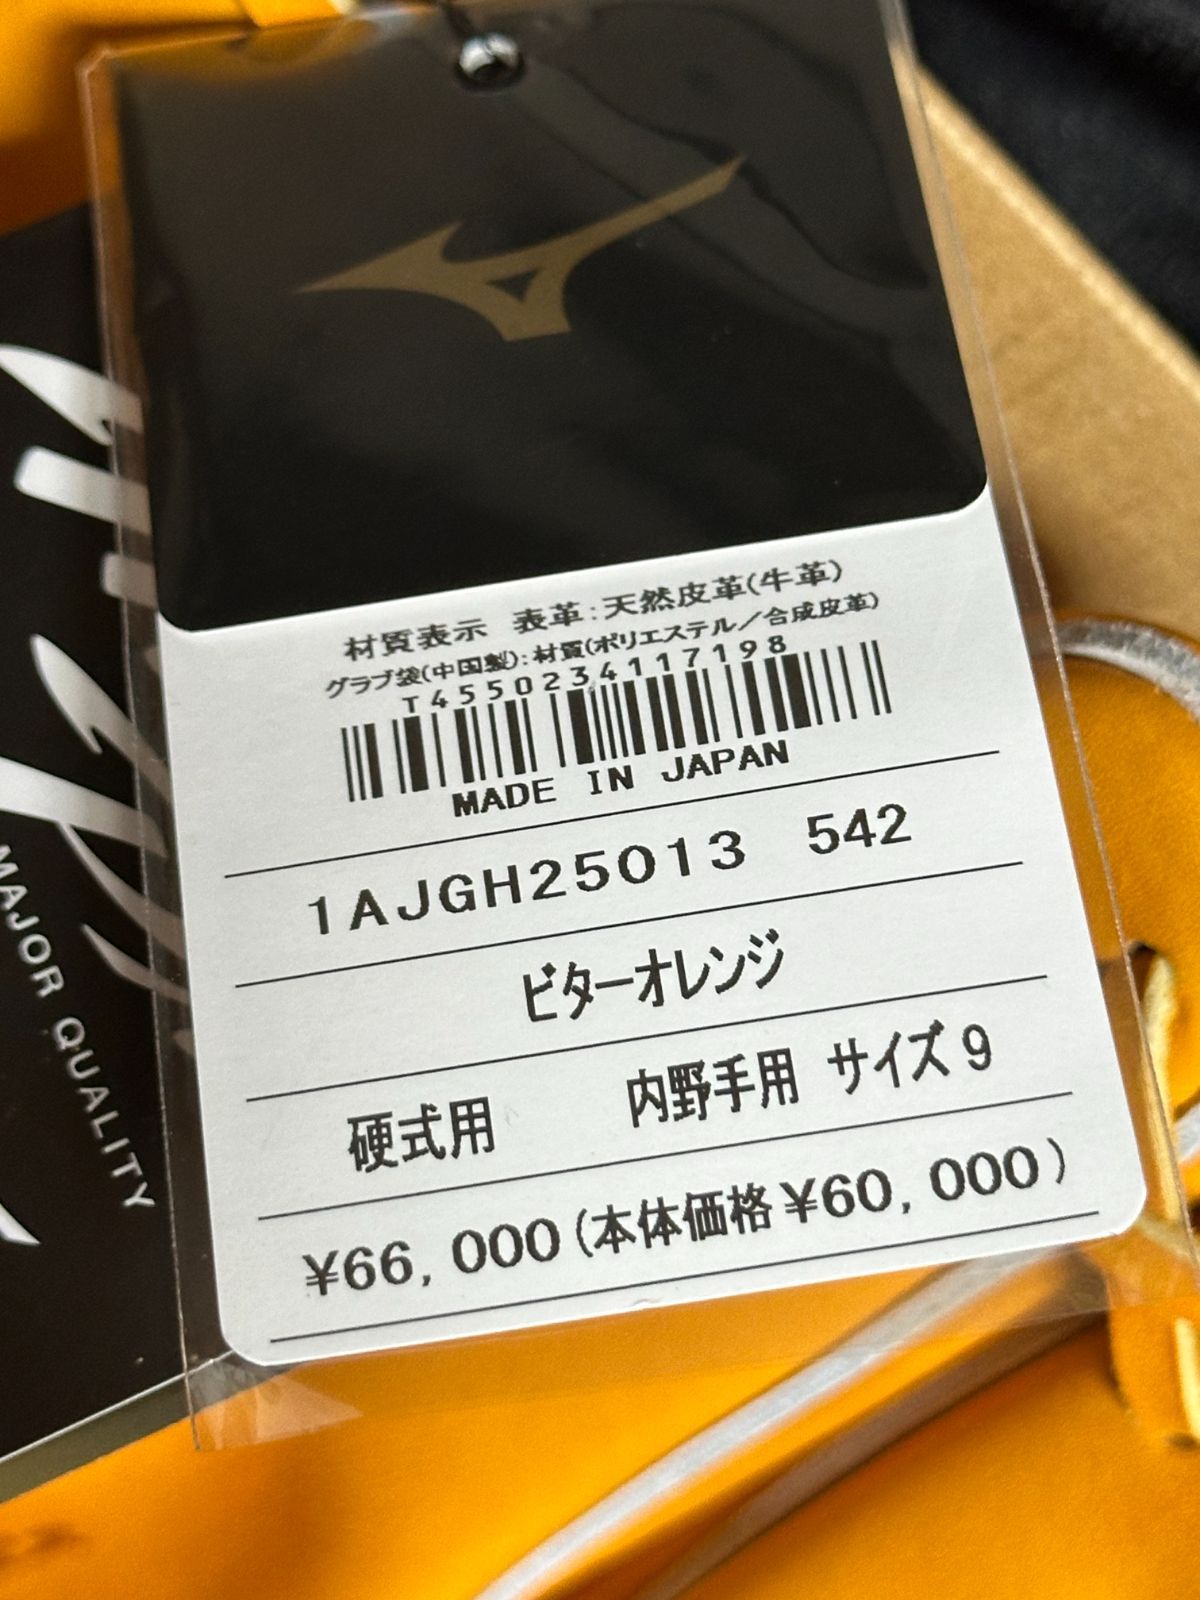 材質表示 表革:天然皮革(牛革)
グラブ袋(中国製):材質(ポリエステル/合成皮革)
T4550234117198
MADE IN JAPAN
1AJGH25013 542
ビターオレンジ
硬式用 内野手用 サイズ9
¥66,000(本体価格¥60,000)
MAJOR QUALITY